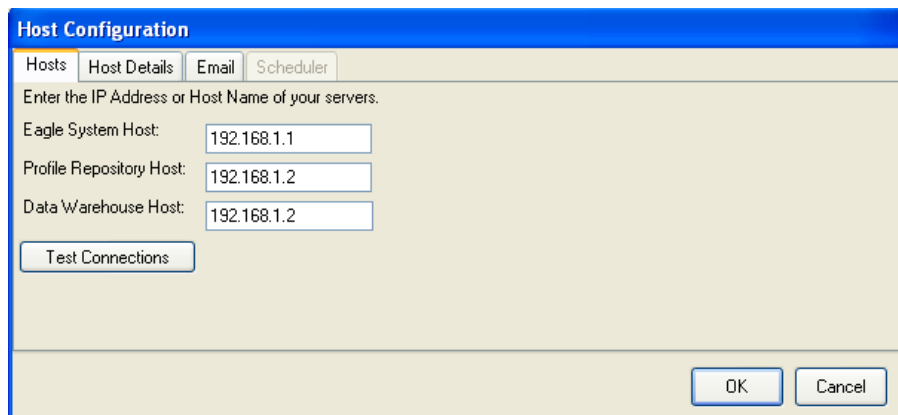 Host Configuration
Hosts Host Details Email Scheduler
Enter the IP Address or Host Name of your servers.
Eagle System Host: 192.168.1.1
Profile Repository Host: 192.168.1.2
Data Warehouse Host: 192.168.1.2
Test Connections
OK Cancel